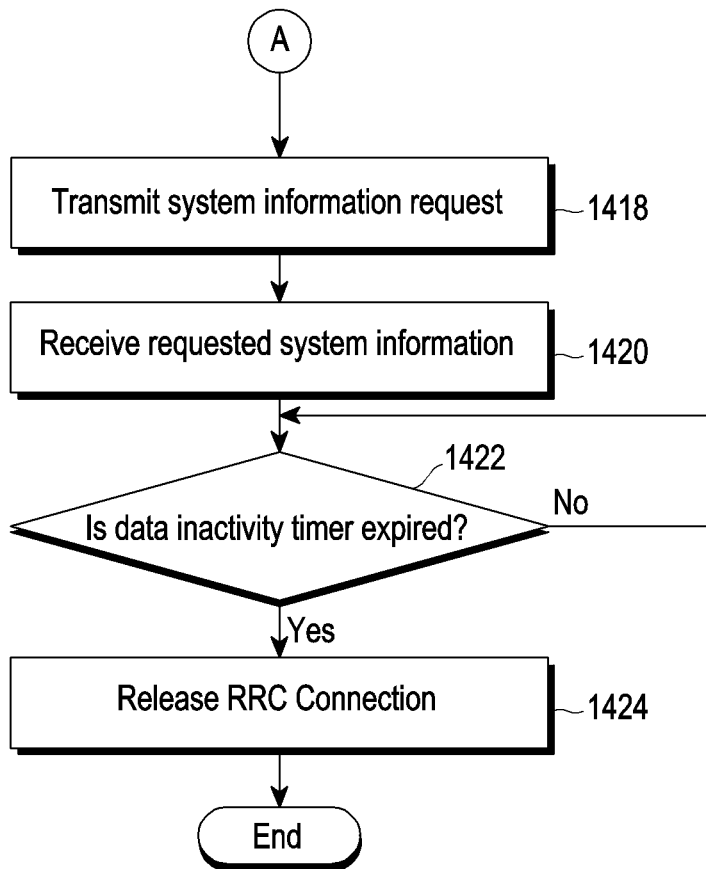 A
Transmit system information request
1418
Receive requested system information
1420
1422
Is data inactivity timer expired?
No
Yes
Release RRC Connection
1424
End